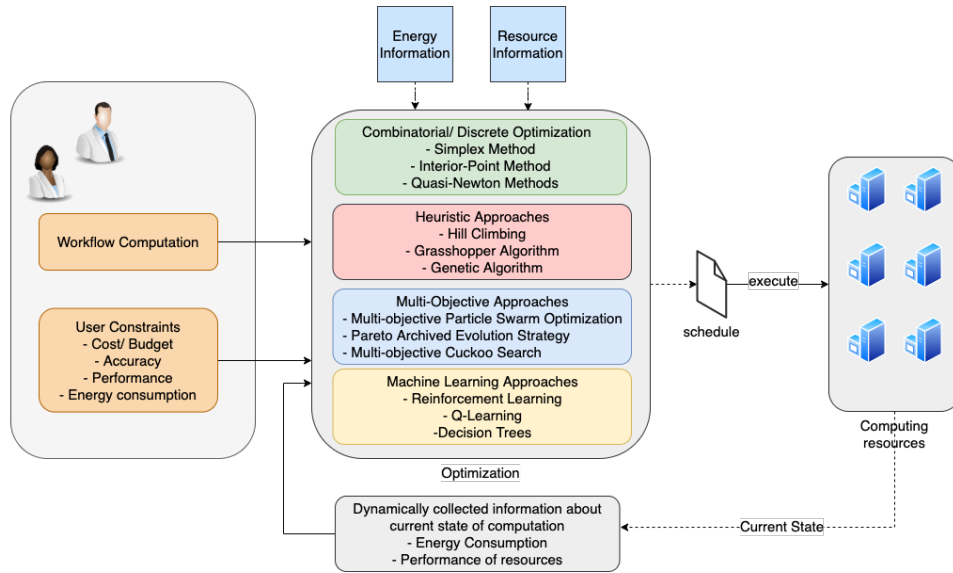 Energy
Information
Resource
Information
Combinatorial/ Discrete Optimization
- Simplex Method
- Interior-Point Method
- Quasi-Newton Methods
Workflow Computation
Heuristic Approaches
- Hill Climbing
- Grasshopper Algorithm
- Genetic Algorithm
User Constraints
- Cost/ Budget
- Accuracy
- Performance
- Energy consumption
Multi-Objective Approaches
- Multi-objective Particle Swarm Optimization
- Pareto Archived Evolution Strategy
- Multi-objective Cuckoo Search
Machine Learning Approaches
- Reinforcement Learning
- Q-Learning
-Decision Trees
Optimization
schedule
execute
Computing
resources
Current State
Dynamically collected information about
current state of computation
- Energy Consumption
- Performance of resources